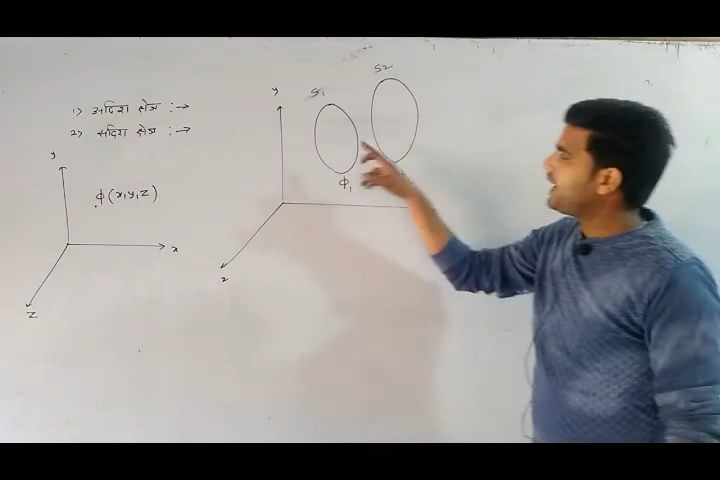 1> अदिश क्षेत्र :→
2> सदिश क्षेत्र :→
y
φ(x,y,z)
x
z
y
S1
S2
φ1
z